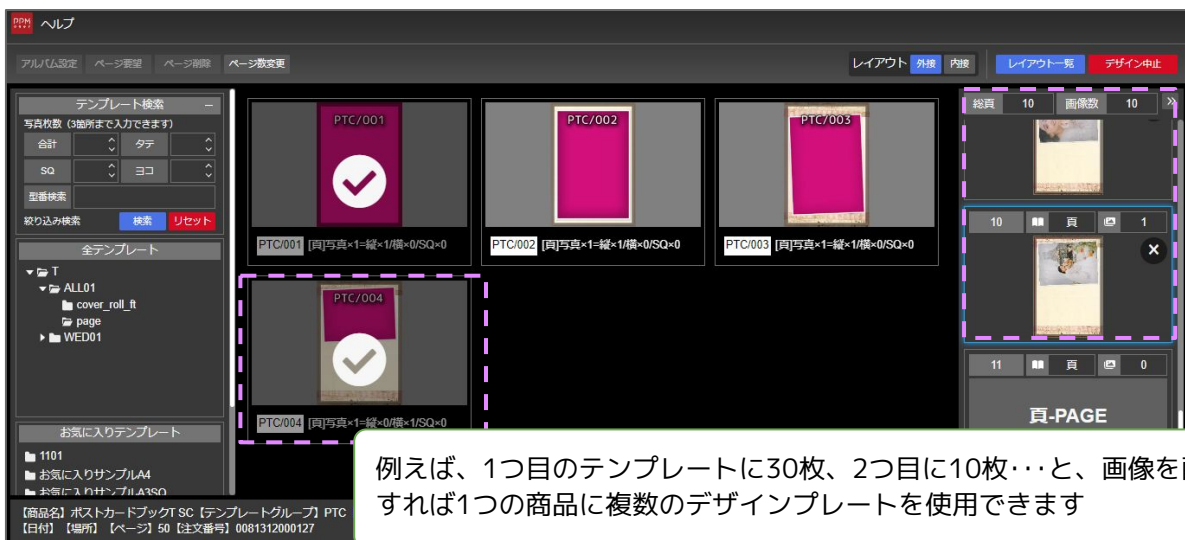 PPM ヘルプ
アルバム設定 ページ要望 ページ削除 ページ数変更 レイアウト 外接 内接 レイアウト一覧 デザイン中止
テンプレート検索 －
写真枚数（3箇所まで入力できます）
合計 タテ
SQ ヨコ
型番検索
絞り込み検索 検索 リセット
全テンプレート
T
ALL01
cover_roll_ft
page
WED01
お気に入りテンプレート
1101
お気に入りサンプルA4
お気に入りサンプルA3SQ
PTC/001
PTC/001 [頁]写真×1=縦×1/横×0/SQ×0
PTC/002
PTC/002 [頁]写真×1=縦×1/横×0/SQ×0
PTC/003
PTC/003 [頁]写真×1=縦×1/横×0/SQ×0
PTC/004
PTC/004 [頁]写真×1=縦×0/横×1/SQ×0
総頁 10 画像数 10 »
10 頁 1
11 頁 0
頁-PAGE
例えば、1つ目のテンプレートに30枚、2つ目に10枚･･･と、画像を
すれば1つの商品に複数のデザインプレートを使用できます
【商品名】ポストカードブックT SC【テンプレートグループ】PTC
【日付】【場所】【ページ】50【注文番号】0081312000127